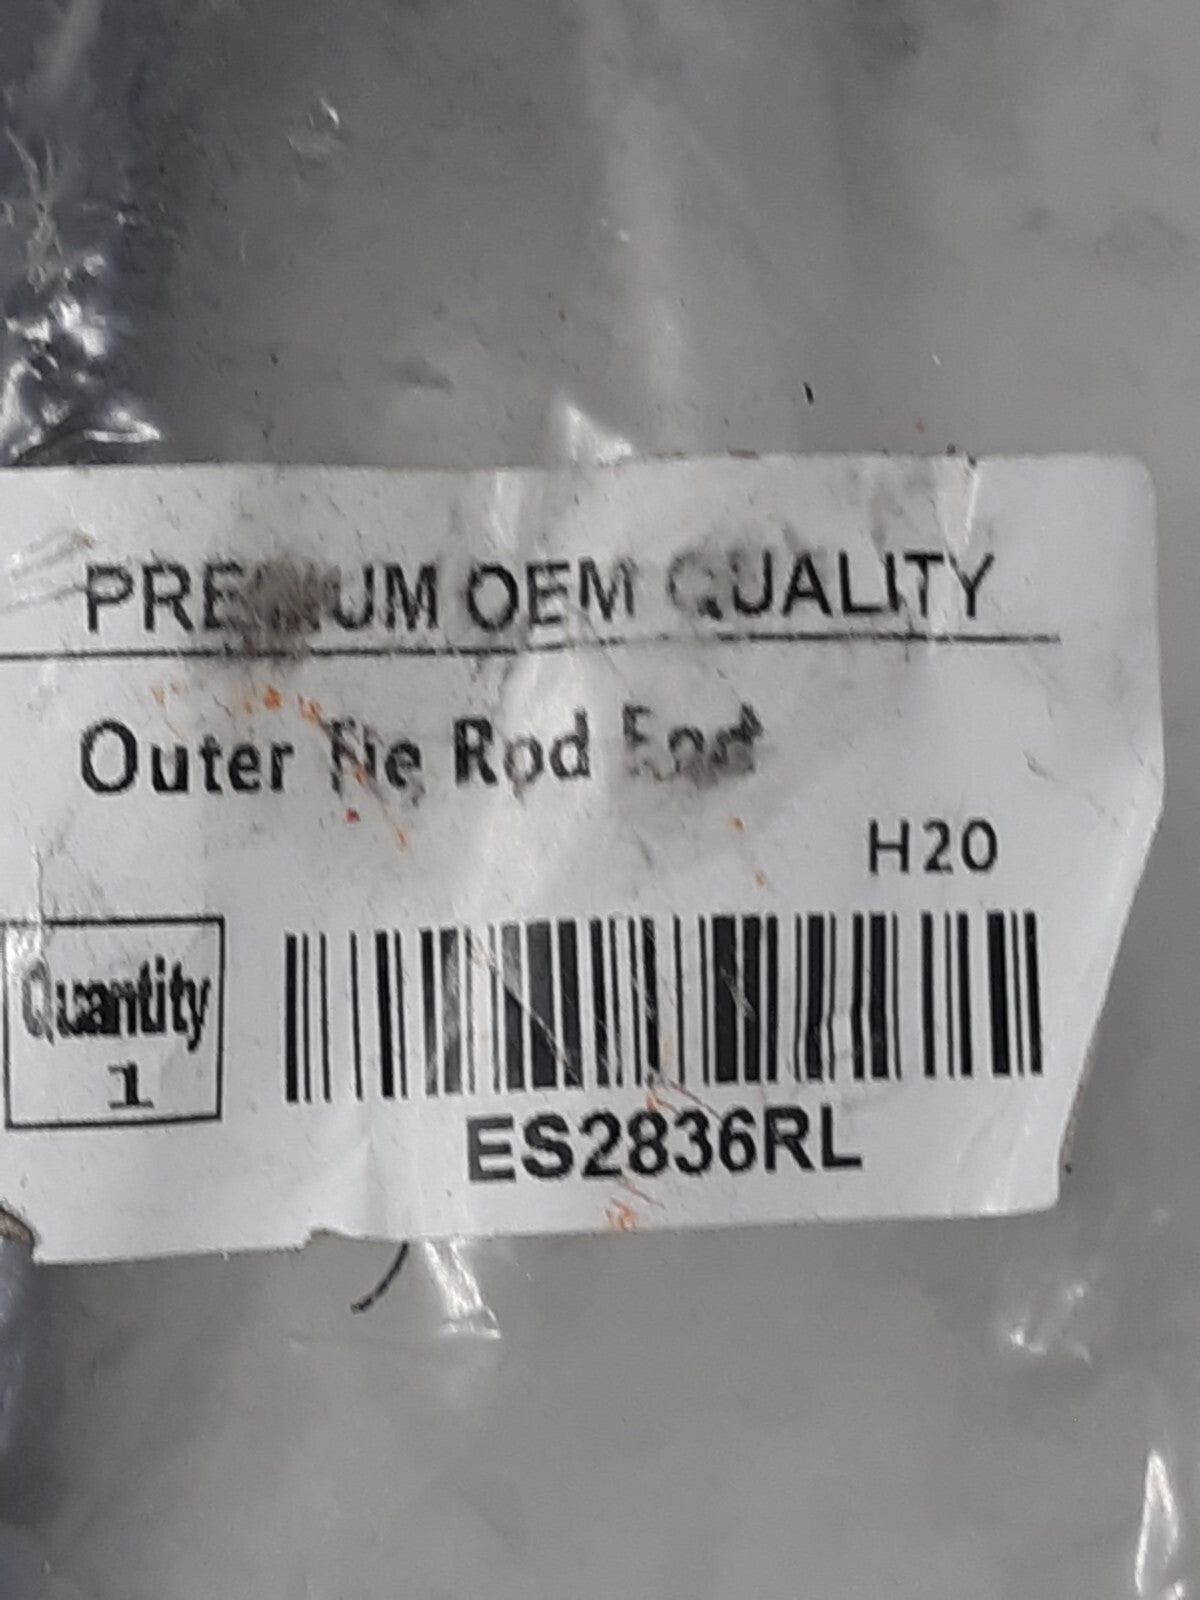 PREMIUM OEM QUALITY
Outer Tie Rod End
H20
Quantity
1
ES2836RL